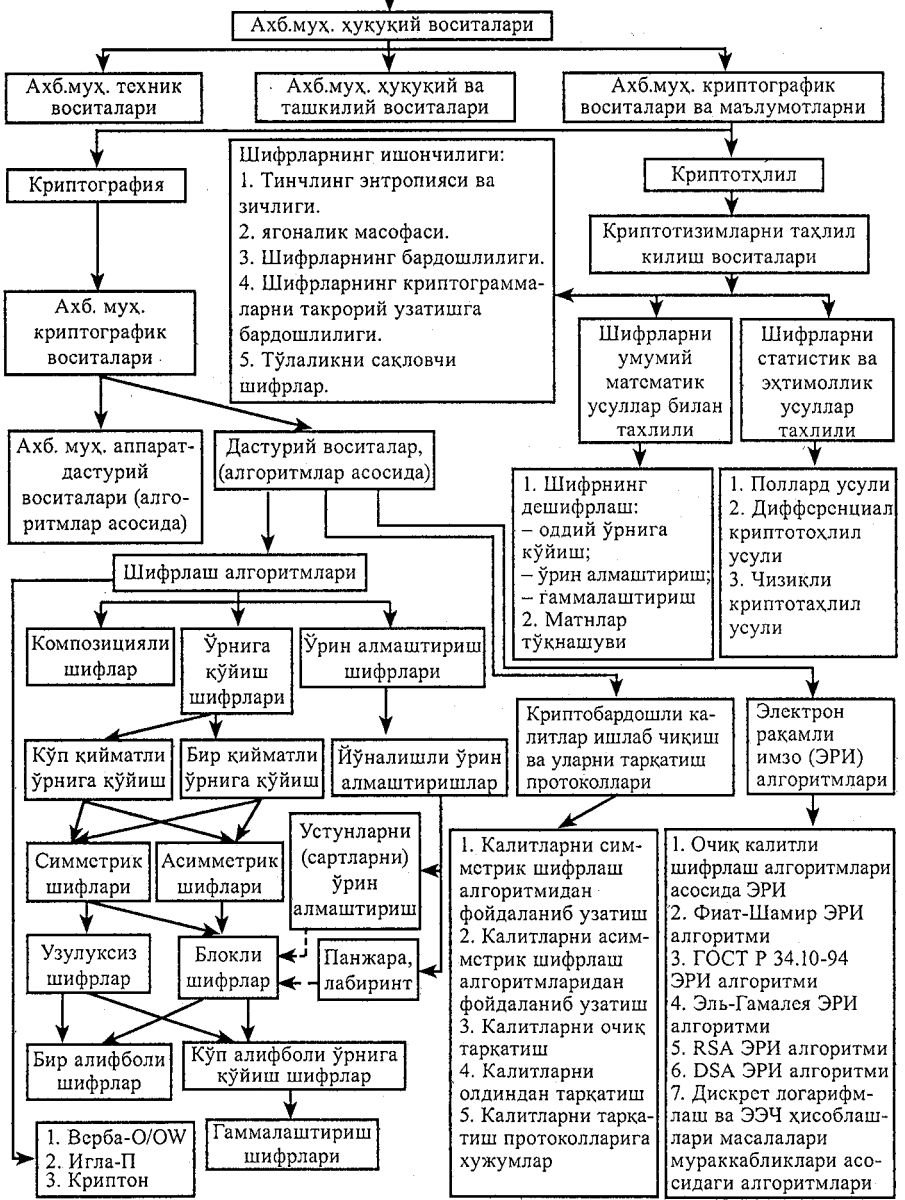 Ахб.муҳ. ҳукуқий воситалари
Ахб.муҳ. техник
воситалари
Ахб.муҳ. ҳукуқий ва
ташкилий воситалари
Ахб.муҳ. криптографик
воситалари ва маълумотларни
Криптография
Шифрларнинг ишончилиги:
1. Тинчлинг энтропияси ва
зичлиги.
2. ягоналик масофаси.
3. Шифрларнинг бардошлилиги.
4. Шифрларнинг криптограмма-
ларни такрорий узатишга
бардошлилиги.
5. Тўлаликни сақловчи
шифрлар.
Криптотҳлил
Криптотизимларни таҳлил
килиш воситалари
Ахб. муҳ.
криптографик
воситалари
Шифрларни
умумий
матсматик
усуллар билан
тахлили
Шифрларни
статистик ва
эҳтимоллик
усуллар
тахлили
Ахб. муҳ. аппарат-
дастурий
воситалари (алго-
ритмлар асосида)
Дастурий воситалар,
(алгоритмлар асосида)
1. Шифрнинг
дешифрлаш:
– оддий ўрнига
кўйиш;
– ўрин алмаштириш;
– гаммалаштириш
2. Матнлар
тўқнашуви
1. Поллард усули
2. Диффсренциал
криптотоҳлил
усули
3. Чизиқли
криптотаҳлил
усули
Шифрлаш алгоритмлари
Композицияли
шифлар
Ўрнига
қўйиш
шифрлари
Ўрин алмаштириш
шифрлари
Кўп қийматли
ўрнига қўйиш
Бир қийматли
ўрнига қўйиш
Йўналишли ўрин
алмаштиришлар
Криптобардошли ка-
литлар ишлаб чиқиш
ва уларни тарқатиш
протоколлари
Электрон
рақамли
имзо (ЭРИ)
алгоритмлари
Симметрик
шифлари
Асимметрик
шифлари
Устунларни
(сартларни)
ўрин
алмаштириш
Узулуксиз
шифрлар
Блокли
шифрлар
Панжара,
лабиринт
Бир алифболи
шифрлар
Кўп алифболи ўрнига
қўйиш шифрлар
Гаммалаштириш
шифрлари
1. Верба-O/OW
2. Игла-П
3. Криптон
1. Калитларни сим-
мстрик шифрлаш
алгоритмидан
фойдаланиб узатиш
2. Калитларни асим-
мстрик шифрлаш
алгоритмларидан
фойдаланиб узатиш
3. Калитларни очиқ
тарқатиш
4. Калитларни
олдиндан таркатиш
5. Калитларни тарқа-
тиш протоколларига
хужумлар
1. Очиқ калитли
шифрлаш алгоритмлари
асосида ЭРИ
2. Фиат-Шамир ЭРИ
алгоритми
3. ГОСТ Р 34.10-94
ЭРИ алгоритми
4. Эль-Гамалея ЭРИ
алгоритми
5. RSA ЭРИ алгоритми
6. DSA ЭРИ алгоритми
7. Дискрет логарифм-
лаш ва ЭЭЧ ҳисоблаш-
лари масалалари
мураккабликлари асо-
сидаги алгоритмлари